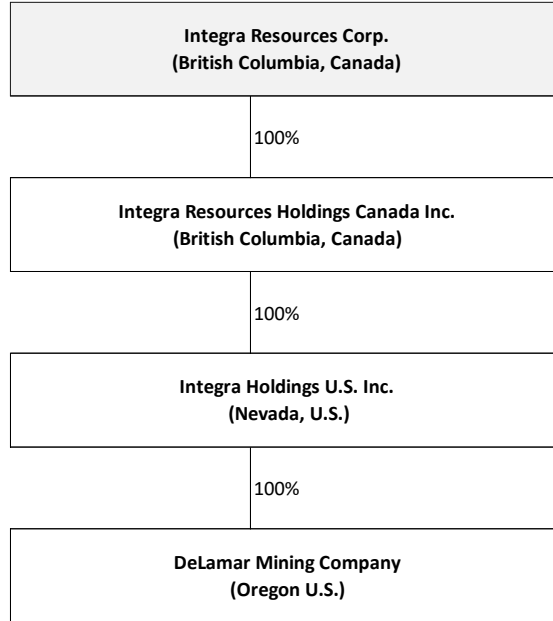 Integra Resources Corp.
(British Columbia, Canada)
100%
Integra Resources Holdings Canada Inc.
(British Columbia, Canada)
100%
Integra Holdings U.S. Inc.
(Nevada, U.S.)
100%
DeLamar Mining Company
(Oregon U.S.)